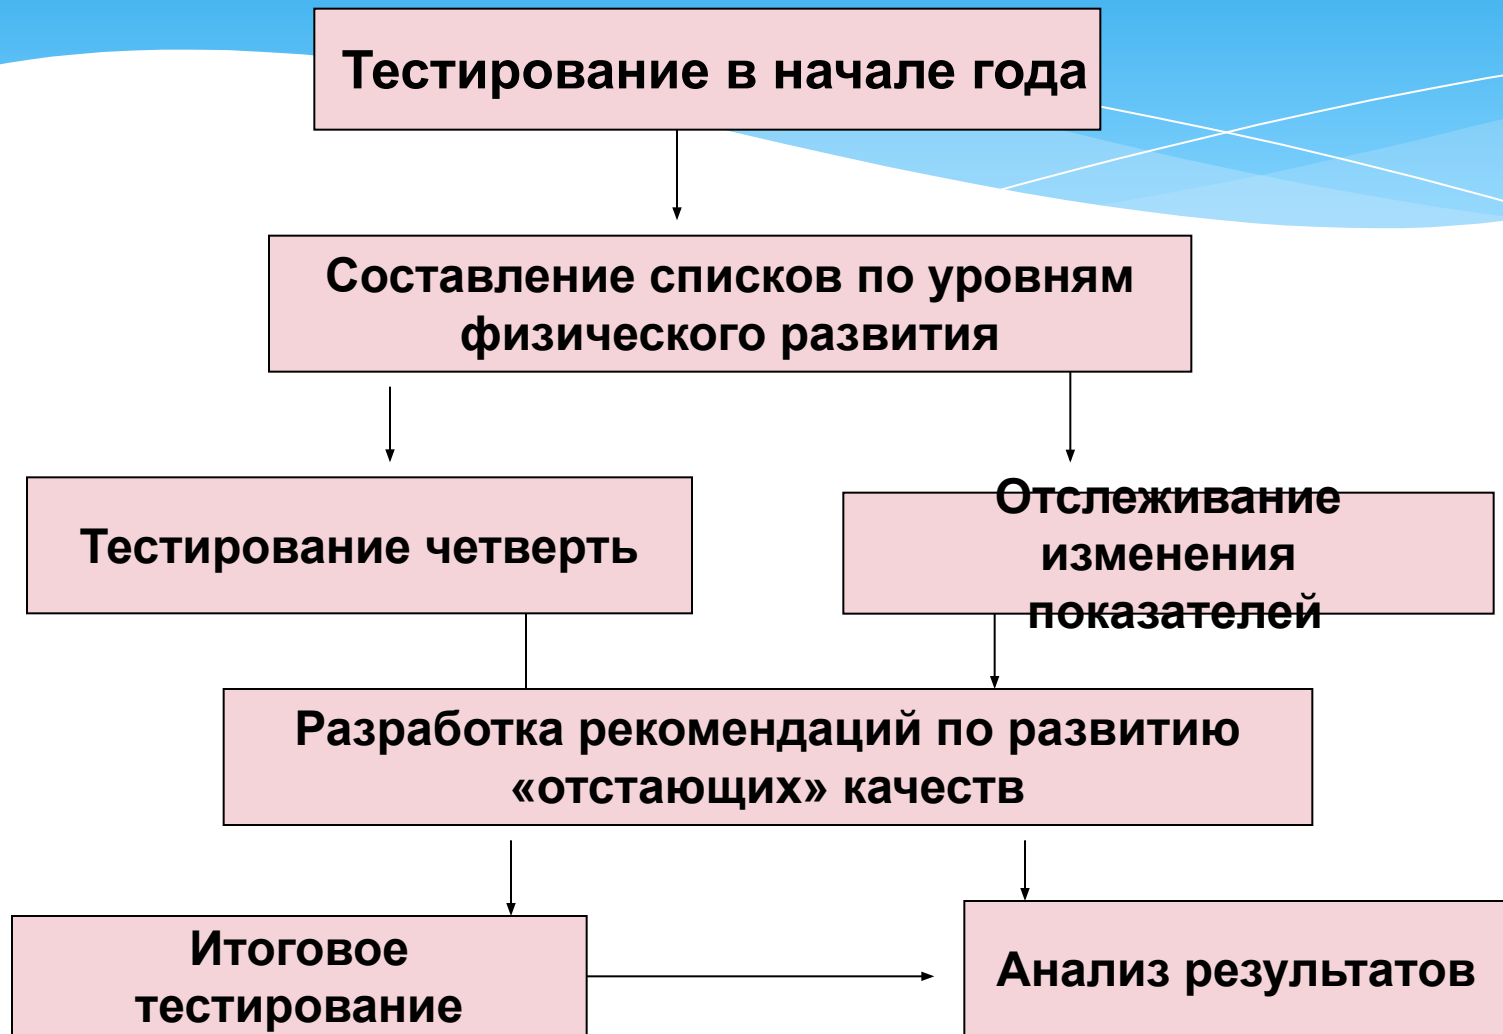 Тестирование в начале года
Составление списков по уровням
физического развития
Тестирование четверть
Отслеживание
изменения
показателей
Разработка рекомендаций по развитию
«отстающих» качеств
Итоговое
тестирование
Анализ результатов